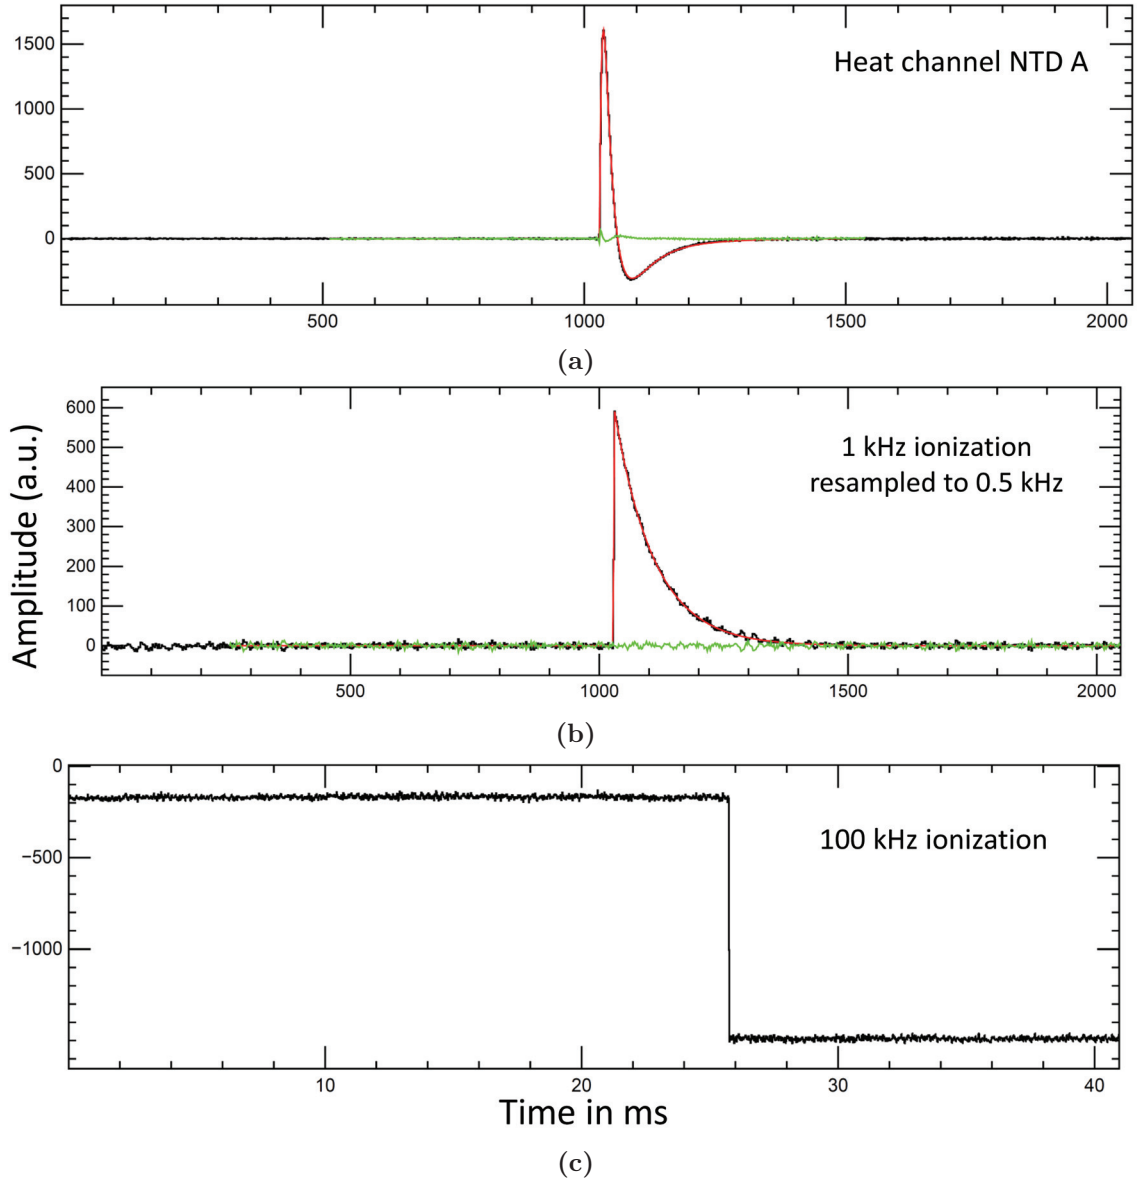 1500
1000
500
0
Heat channel NTD A
500 1000 1500 2000
(a)
Amplitude (a.u.)
600
500
400
300
200
100
0
1 kHz ionization
resampled to 0.5 kHz
500 1000 1500 2000
(b)
0
−500
−1000
100 kHz ionization
10 20 30 40
Time in ms
(c)